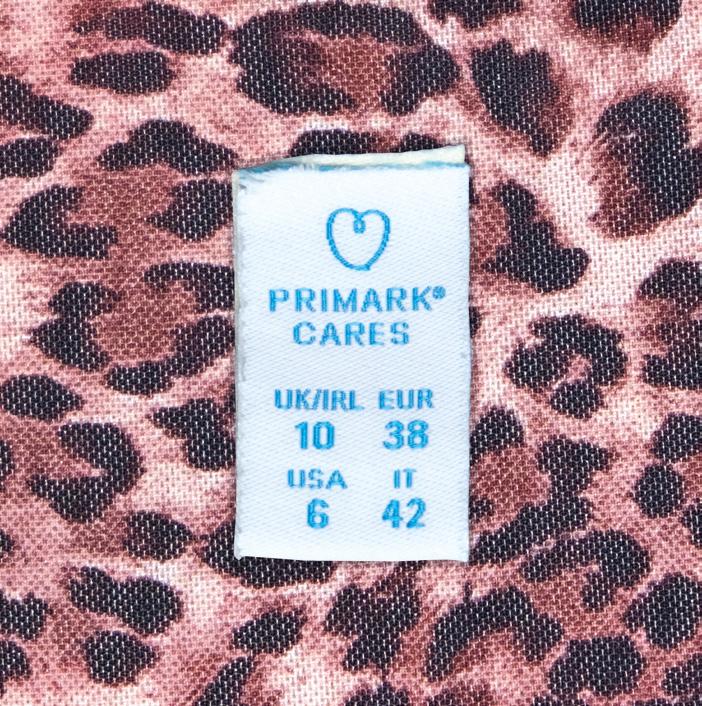 PRIMARK®
CARES
UK/IRL EUR
10 38
USA IT
6 42